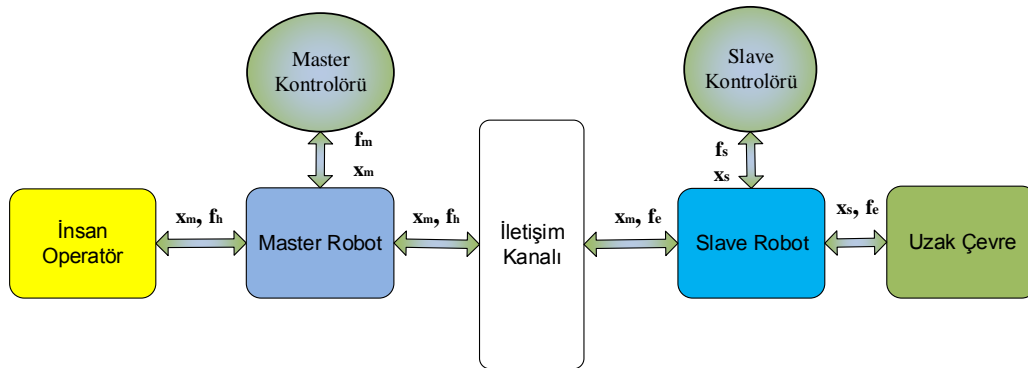 Master
Kontrolörü
Slave
Kontrolörü
fm
xm
fs
xs
İnsan
Operatör
xm, fh
Master Robot
xm, fh
İletişim
Kanalı
xm, fe
Slave Robot
xs, fe
Uzak Çevre